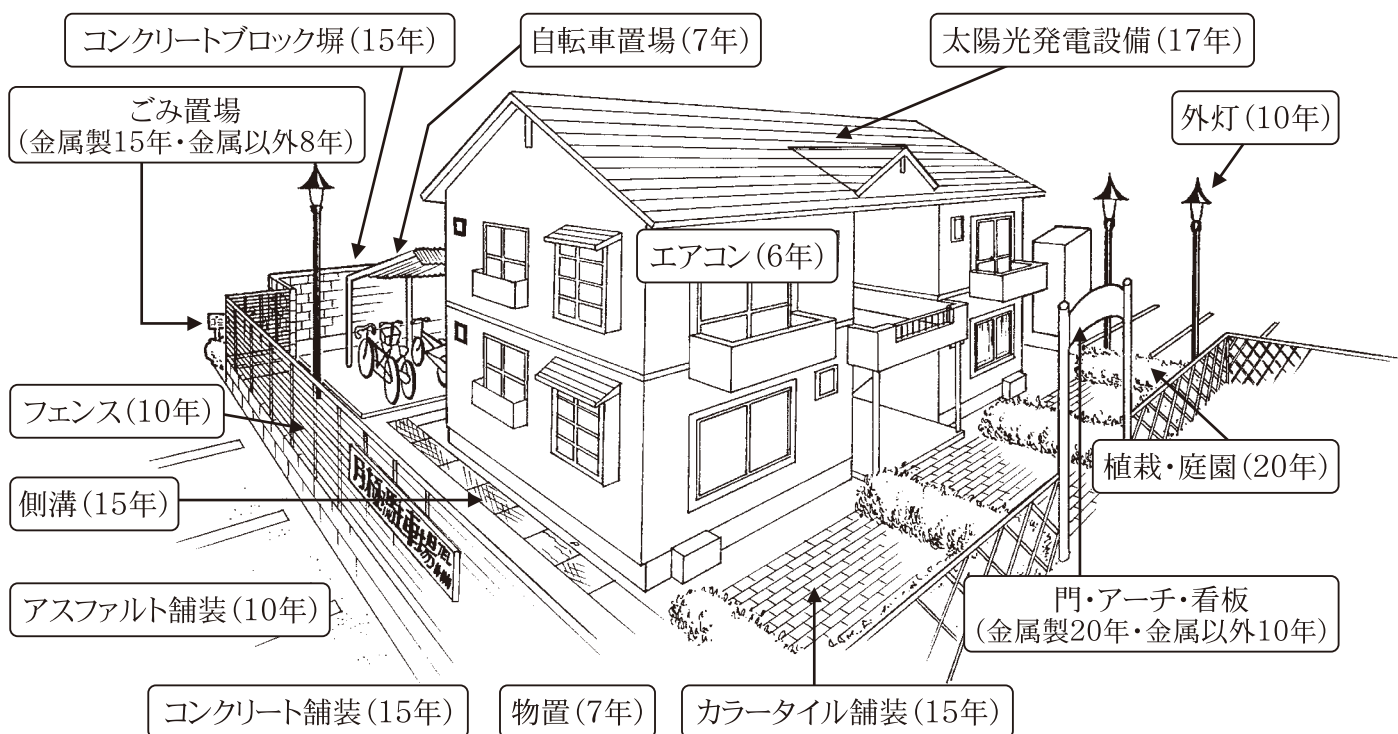 コンクリートブロック塀(15年)
自転車置場(7年)
太陽光発電設備(17年)
ごみ置場
(金属製15年・金属以外8年)
外灯(10年)
エアコン(6年)
フェンス(10年)
植栽・庭園(20年)
側溝(15年)
月極駐車場
アスファルト舗装(10年)
門・アーチ・看板
(金属製20年・金属以外10年)
コンクリート舗装(15年)
物置(7年)
カラータイル舗装(15年)